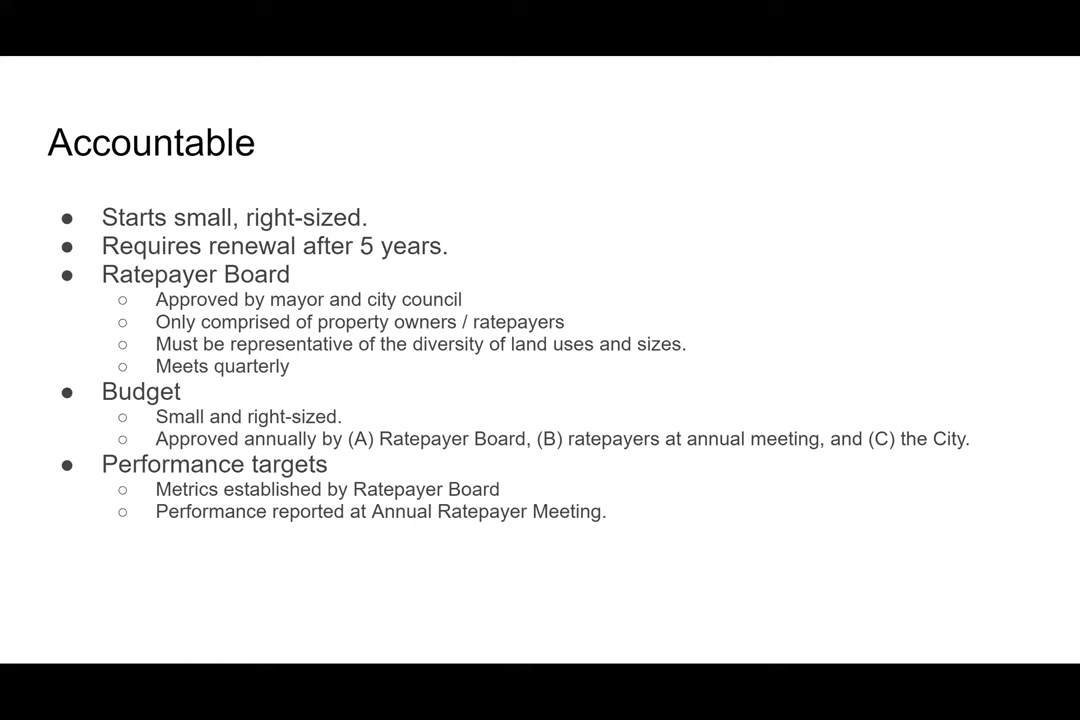 Accountable
● Starts small, right-sized.
● Requires renewal after 5 years.
● Ratepayer Board
○ Approved by mayor and city council
○ Only comprised of property owners / ratepayers
○ Must be representative of the diversity of land uses and sizes.
○ Meets quarterly
● Budget
○ Small and right-sized.
○ Approved annually by (A) Ratepayer Board, (B) ratepayers at annual meeting, and (C) the City.
● Performance targets
○ Metrics established by Ratepayer Board
○ Performance reported at Annual Ratepayer Meeting.